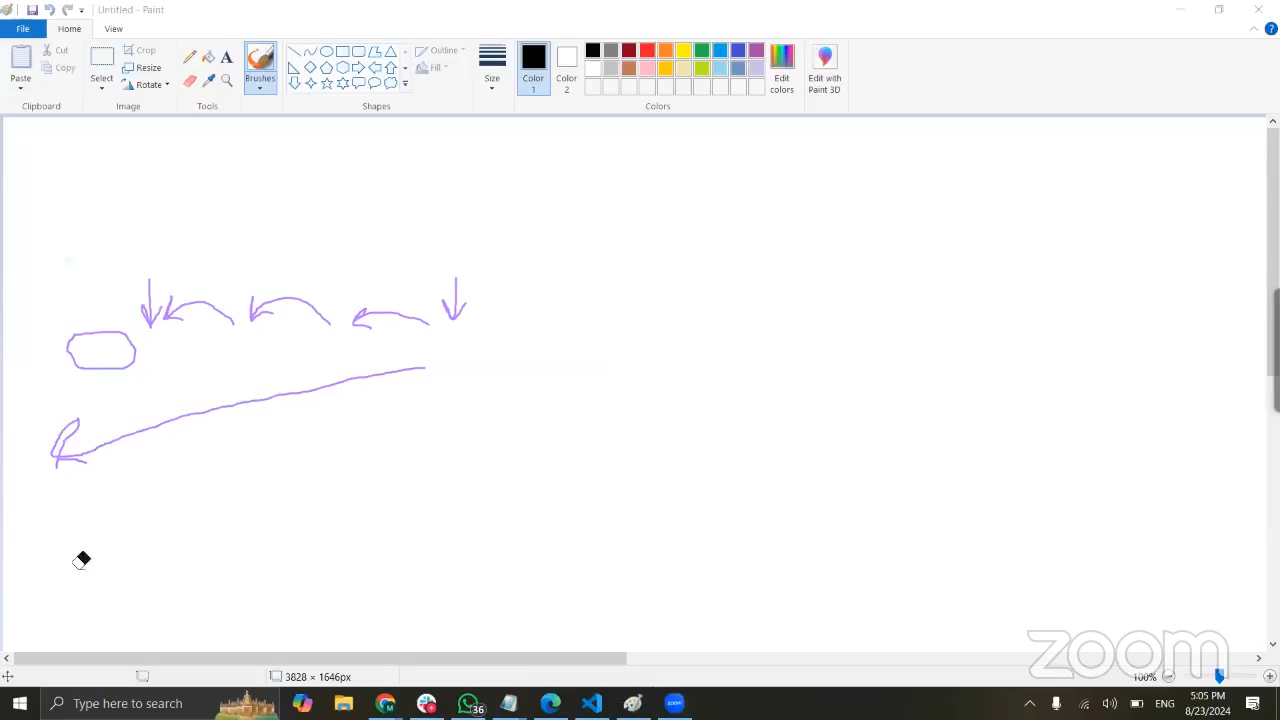 Untitled - Paint
File Home View
Paste
Cut
Copy
Clipboard
Select
Crop
Resize
Rotate
Image
Tools
Brushes
Shapes
Outline
Fill
Size
Color 1
Color 2
Colors
Edit colors
Edit with Paint 3D
zoom
3828 × 1646px
100%
Type here to search
36
zoom
ENG
5:05 PM
8/23/2024